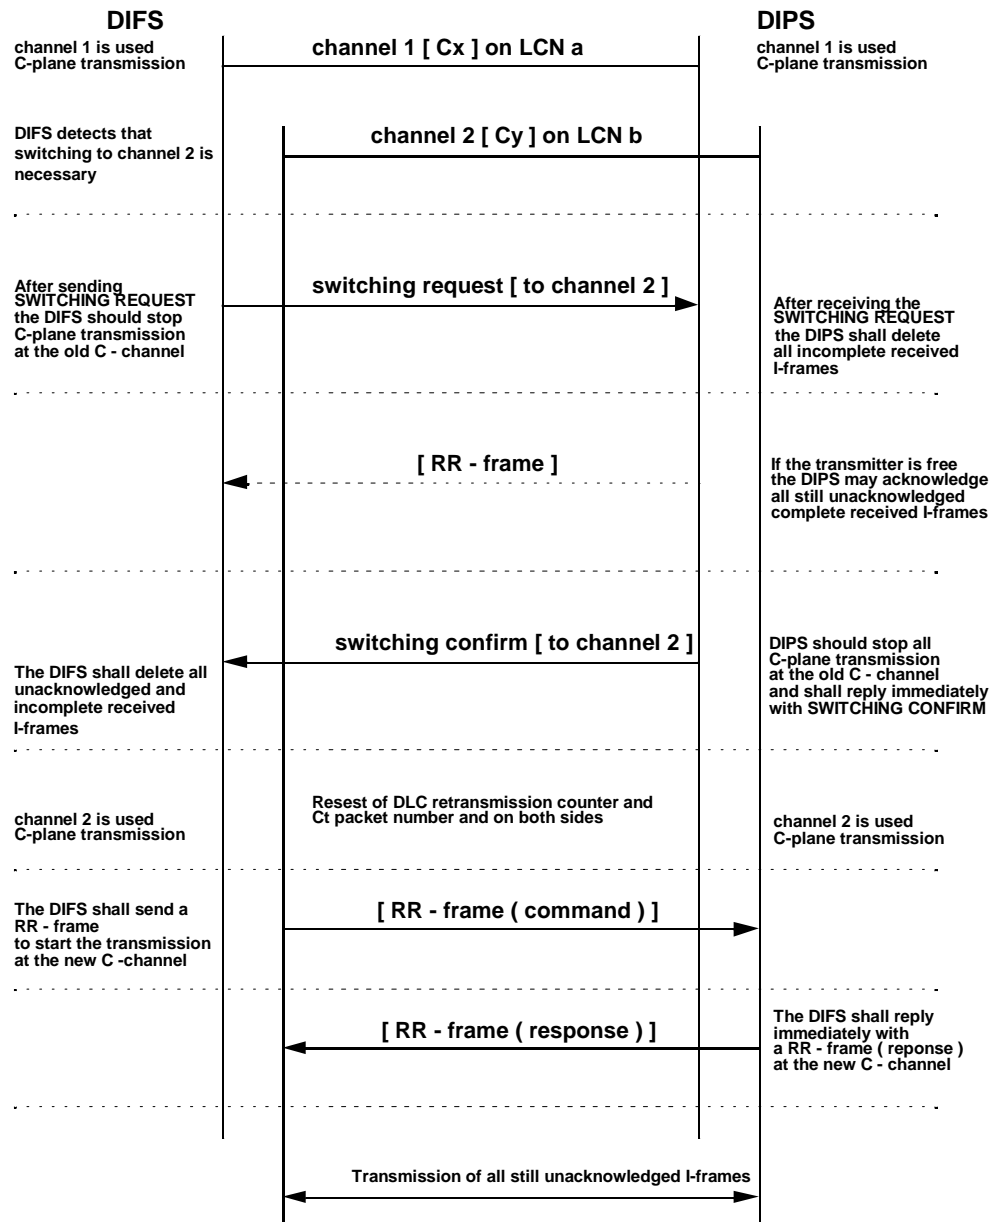 DIFS
DIPS
channel 1 is used
C-plane transmission
channel 1 [ Cx ] on LCN a
channel 1 is used
C-plane transmission
DIFS detects that
switching to channel 2 is
necessary
channel 2 [ Cy ] on LCN b
After sending
SWITCHING REQUEST
the DIFS should stop
C-plane transmission
at the old C - channel
switching request [ to channel 2 ]
After receiving the
SWITCHING REQUEST
the DIPS shall delete
all incomplete received
I-frames
[ RR - frame ]
If the transmitter is free
the DIPS may acknowledge
all still unacknowledged
complete received I-frames
switching confirm [ to channel 2 ]
DIPS should stop all
C-plane transmission
at the old C - channel
and shall reply immediately
with SWITCHING CONFIRM
The DIFS shall delete all
unacknowledged and
incomplete received
I-frames
channel 2 is used
C-plane transmission
Resest of DLC retransmission counter and
Ct packet number and on both sides
channel 2 is used
C-plane transmission
The DIFS shall send a
RR - frame
to start the transmission
at the new C -channel
[ RR - frame ( command ) ]
[ RR - frame ( response ) ]
The DIFS shall reply
immediately with
a RR - frame ( reponse )
at the new C - channel
Transmission of all still unacknowledged I-frames